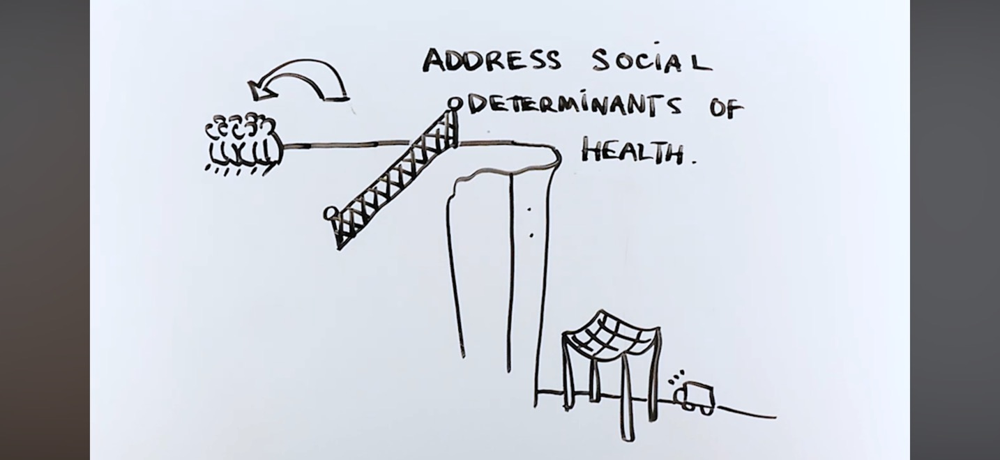 ADDRESS SOCIAL
DETERMINANTS OF
HEALTH.